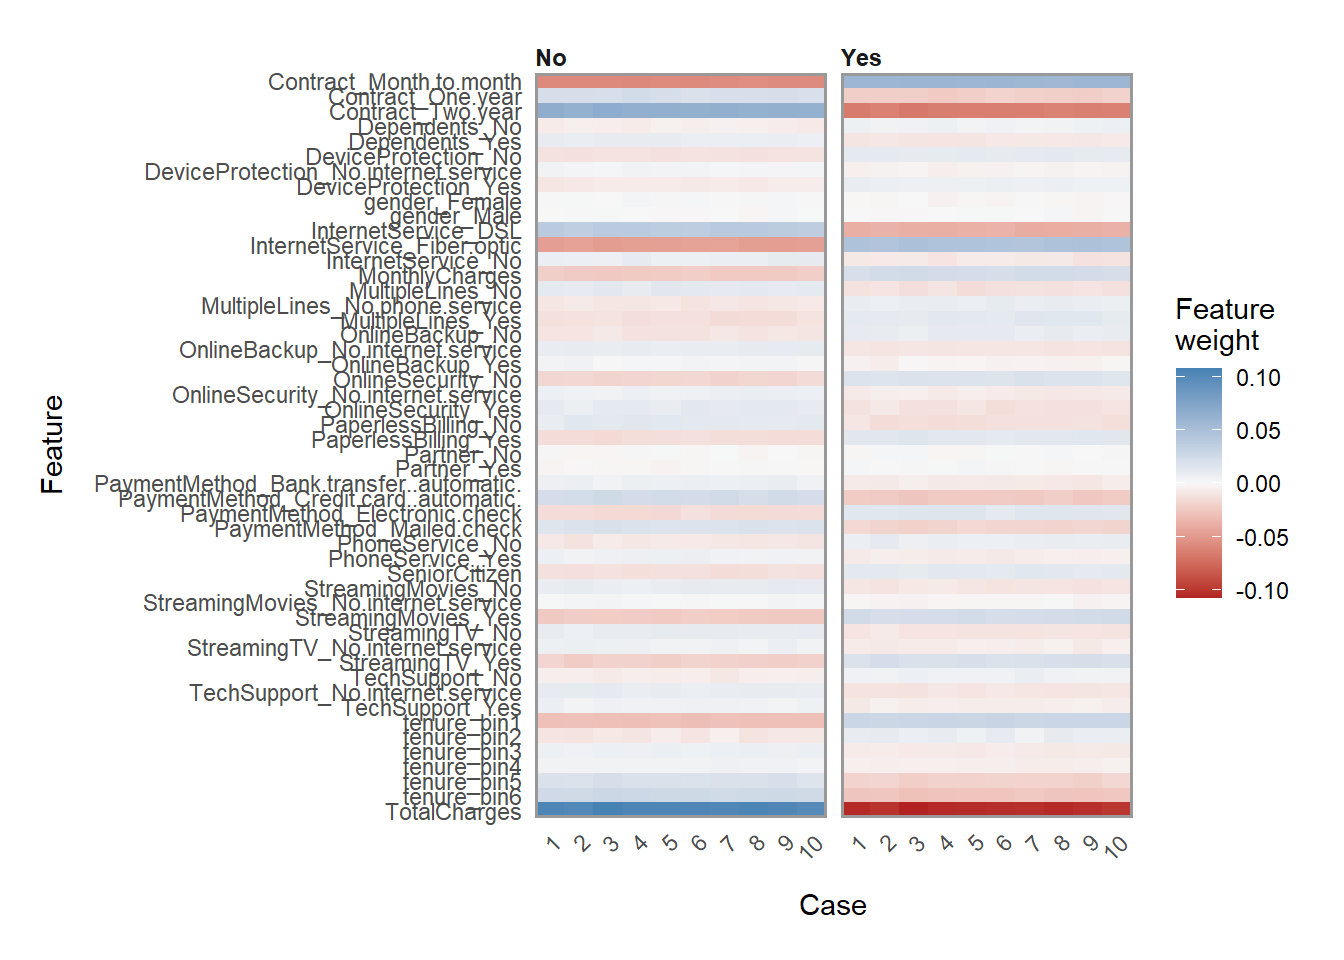 No Yes
Contract_Month.to.month
Contract_One.year
Contract_Two.year
Dependents_No
Dependents_Yes
DeviceProtection_No
DeviceProtection_No.internet.service
DeviceProtection_Yes
gender_Female
gender_Male
InternetService_DSL
InternetService_Fiber.optic
InternetService_No
MonthlyCharges
MultipleLines_No
MultipleLines_No.phone.service
MultipleLines_Yes
OnlineBackup_No
OnlineBackup_No.internet.service
OnlineBackup_Yes
OnlineSecurity_No
OnlineSecurity_No.internet.service
OnlineSecurity_Yes
PaperlessBilling_No
PaperlessBilling_Yes
Partner_No
Partner_Yes
PaymentMethod_Bank.transfer..automatic.
PaymentMethod_Credit.card..automatic.
PaymentMethod_Electronic.check
PaymentMethod_Mailed.check
PhoneService_No
PhoneService_Yes
SeniorCitizen
StreamingMovies_No
StreamingMovies_No.internet.service
StreamingMovies_Yes
StreamingTV_No
StreamingTV_No.internet.service
StreamingTV_Yes
TechSupport_No
TechSupport_No.internet.service
TechSupport_Yes
tenure_bin1
tenure_bin2
tenure_bin3
tenure_bin4
tenure_bin5
tenure_bin6
TotalCharges
Feature
1 2 3 4 5 6 7 8 9 10 1 2 3 4 5 6 7 8 9 10
Case
Feature
weight
0.10
0.05
0.00
-0.05
-0.10